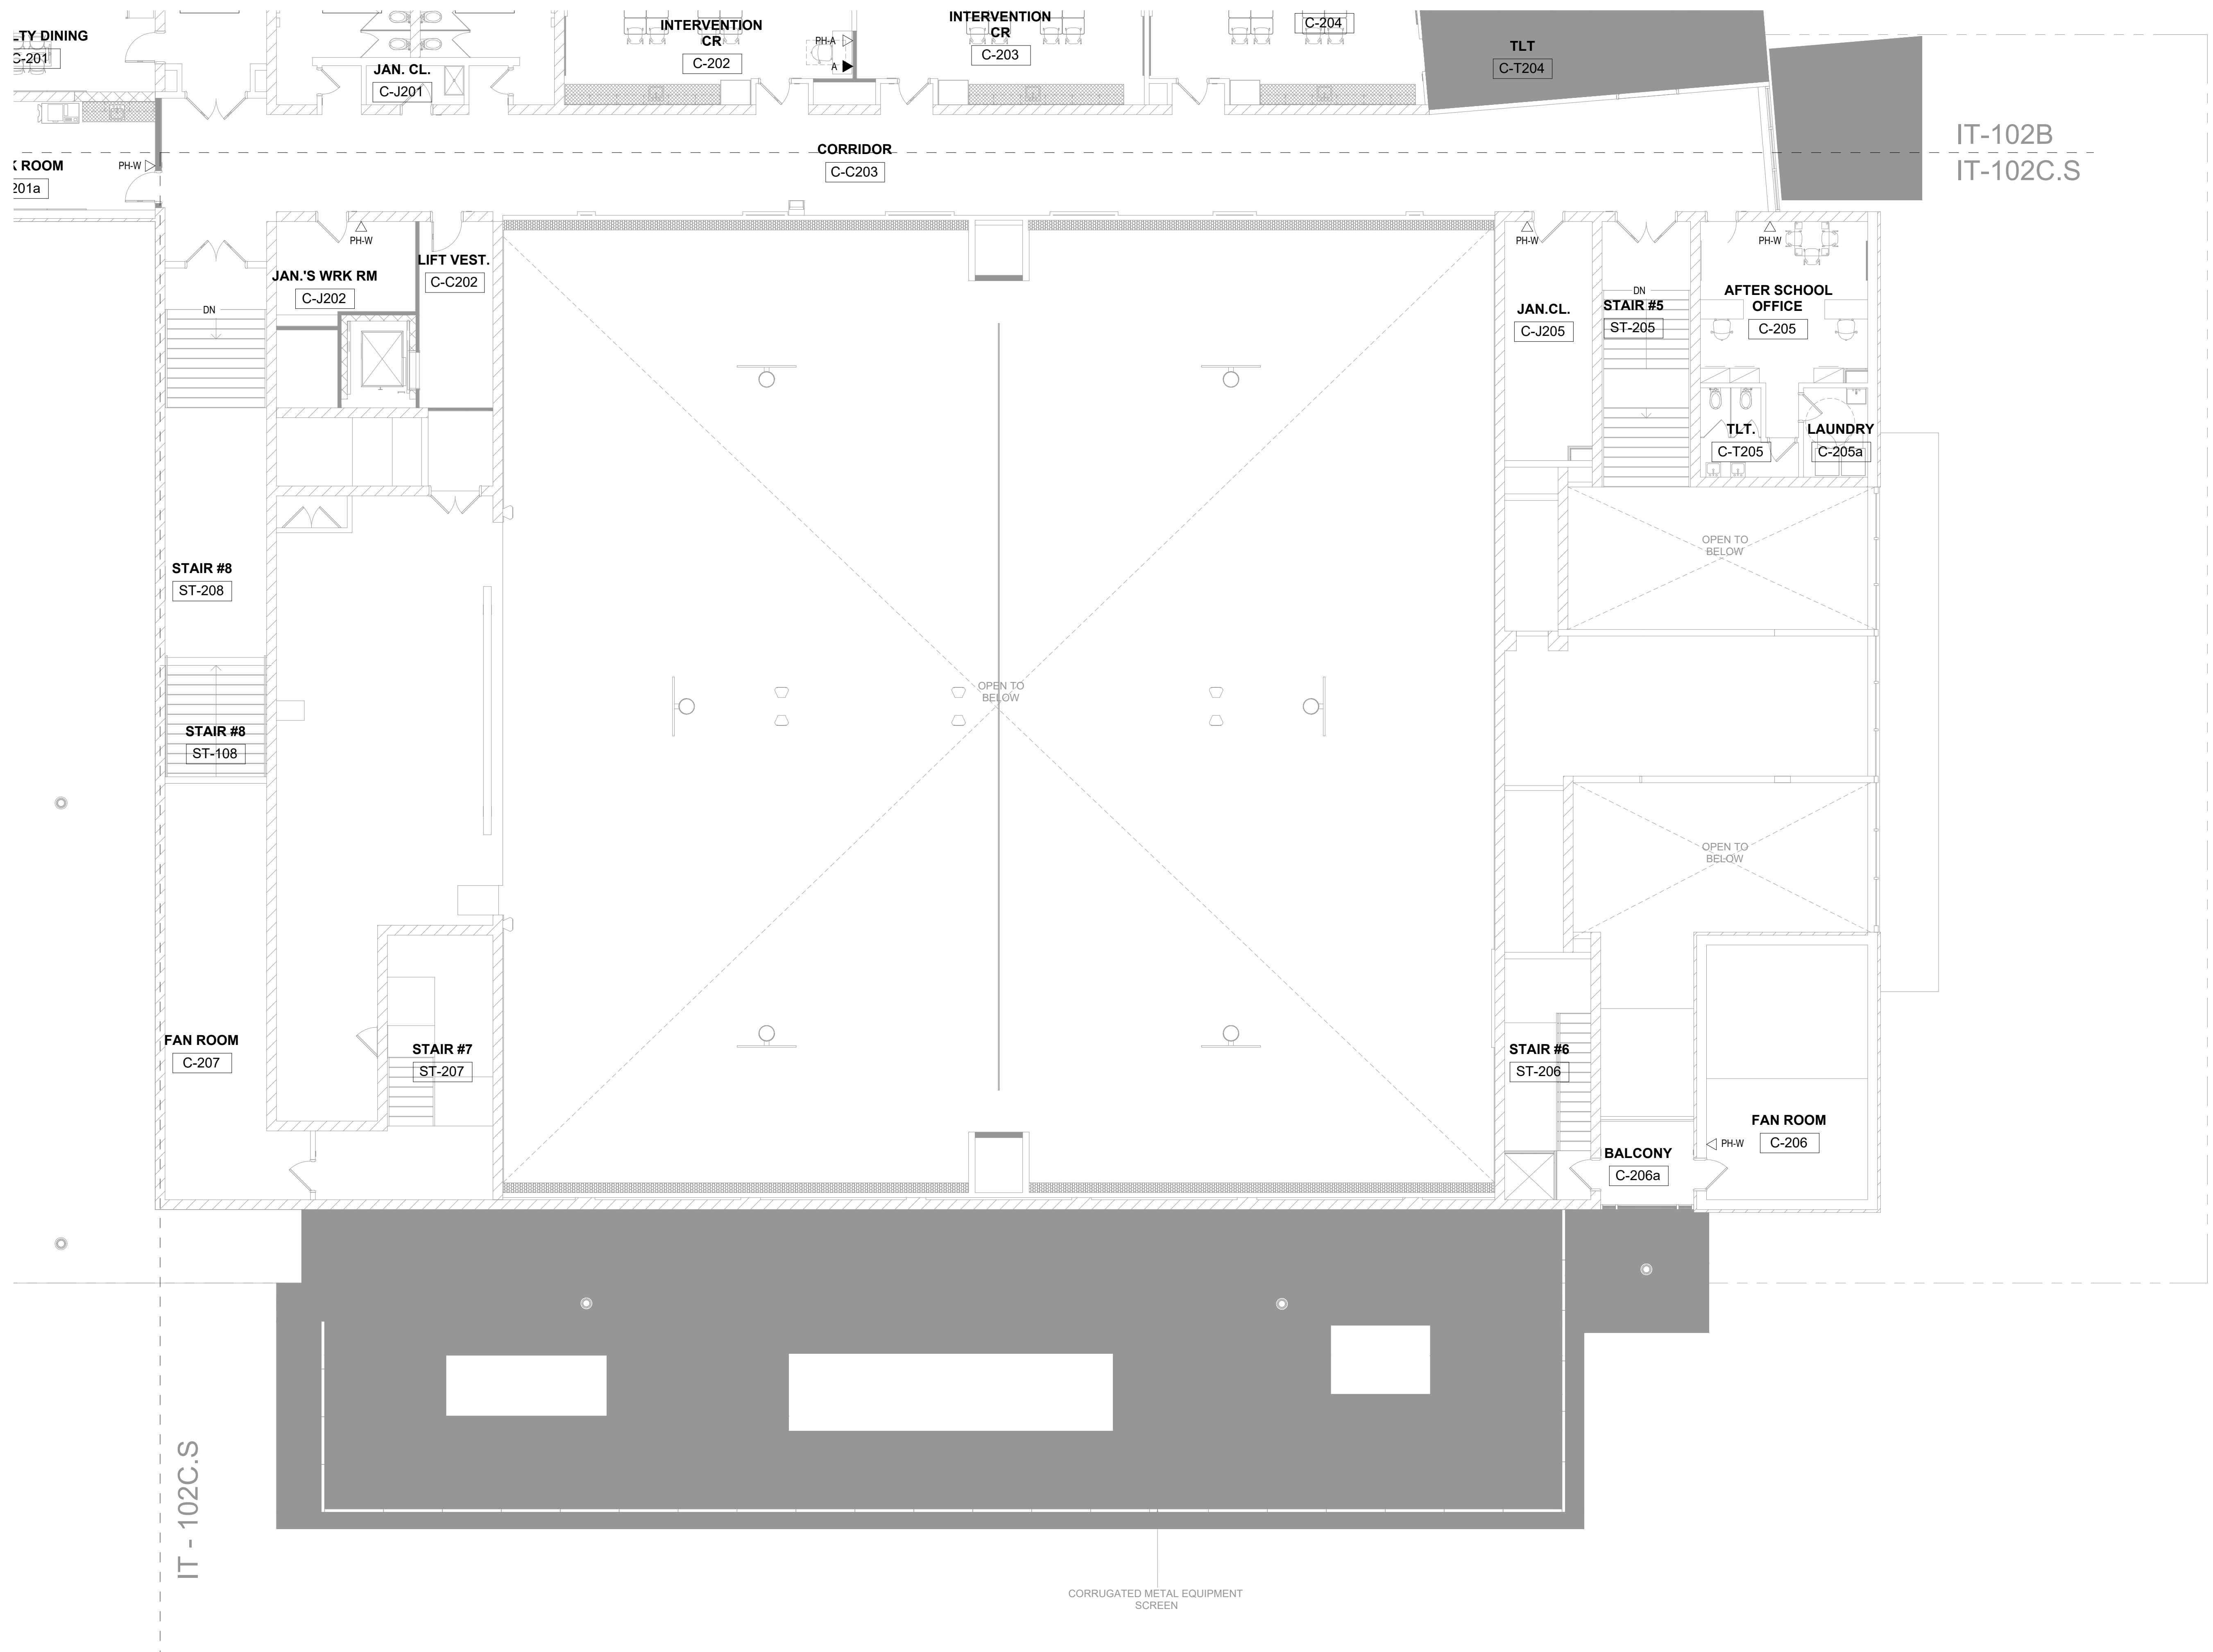 LTY DINING
C-201
INTERVENTION
CR
C-202
PH-A
A
INTERVENTION
CR
C-203
C-204
TLT
C-T204
JAN. CL.
C-J201
IT-102B
IT-102C.S
K ROOM
201a
PH-W
CORRIDOR
C-C203
PH-W
JAN.'S WRK RM
C-J202
LIFT VEST.
C-C202
DN
PH-W
JAN.CL.
C-J205
DN
STAIR #5
ST-205
PH-W
AFTER SCHOOL
OFFICE
C-205
TLT.
C-T205
LAUNDRY
C-205a
OPEN TO
BELOW
STAIR #8
ST-208
OPEN TO
BELOW
STAIR #8
ST-108
OPEN TO
BELOW
FAN ROOM
C-207
STAIR #7
ST-207
STAIR #6
ST-206
FAN ROOM
C-206
PH-W
BALCONY
C-206a
IT - 102C.S
CORRUGATED METAL EQUIPMENT
SCREEN